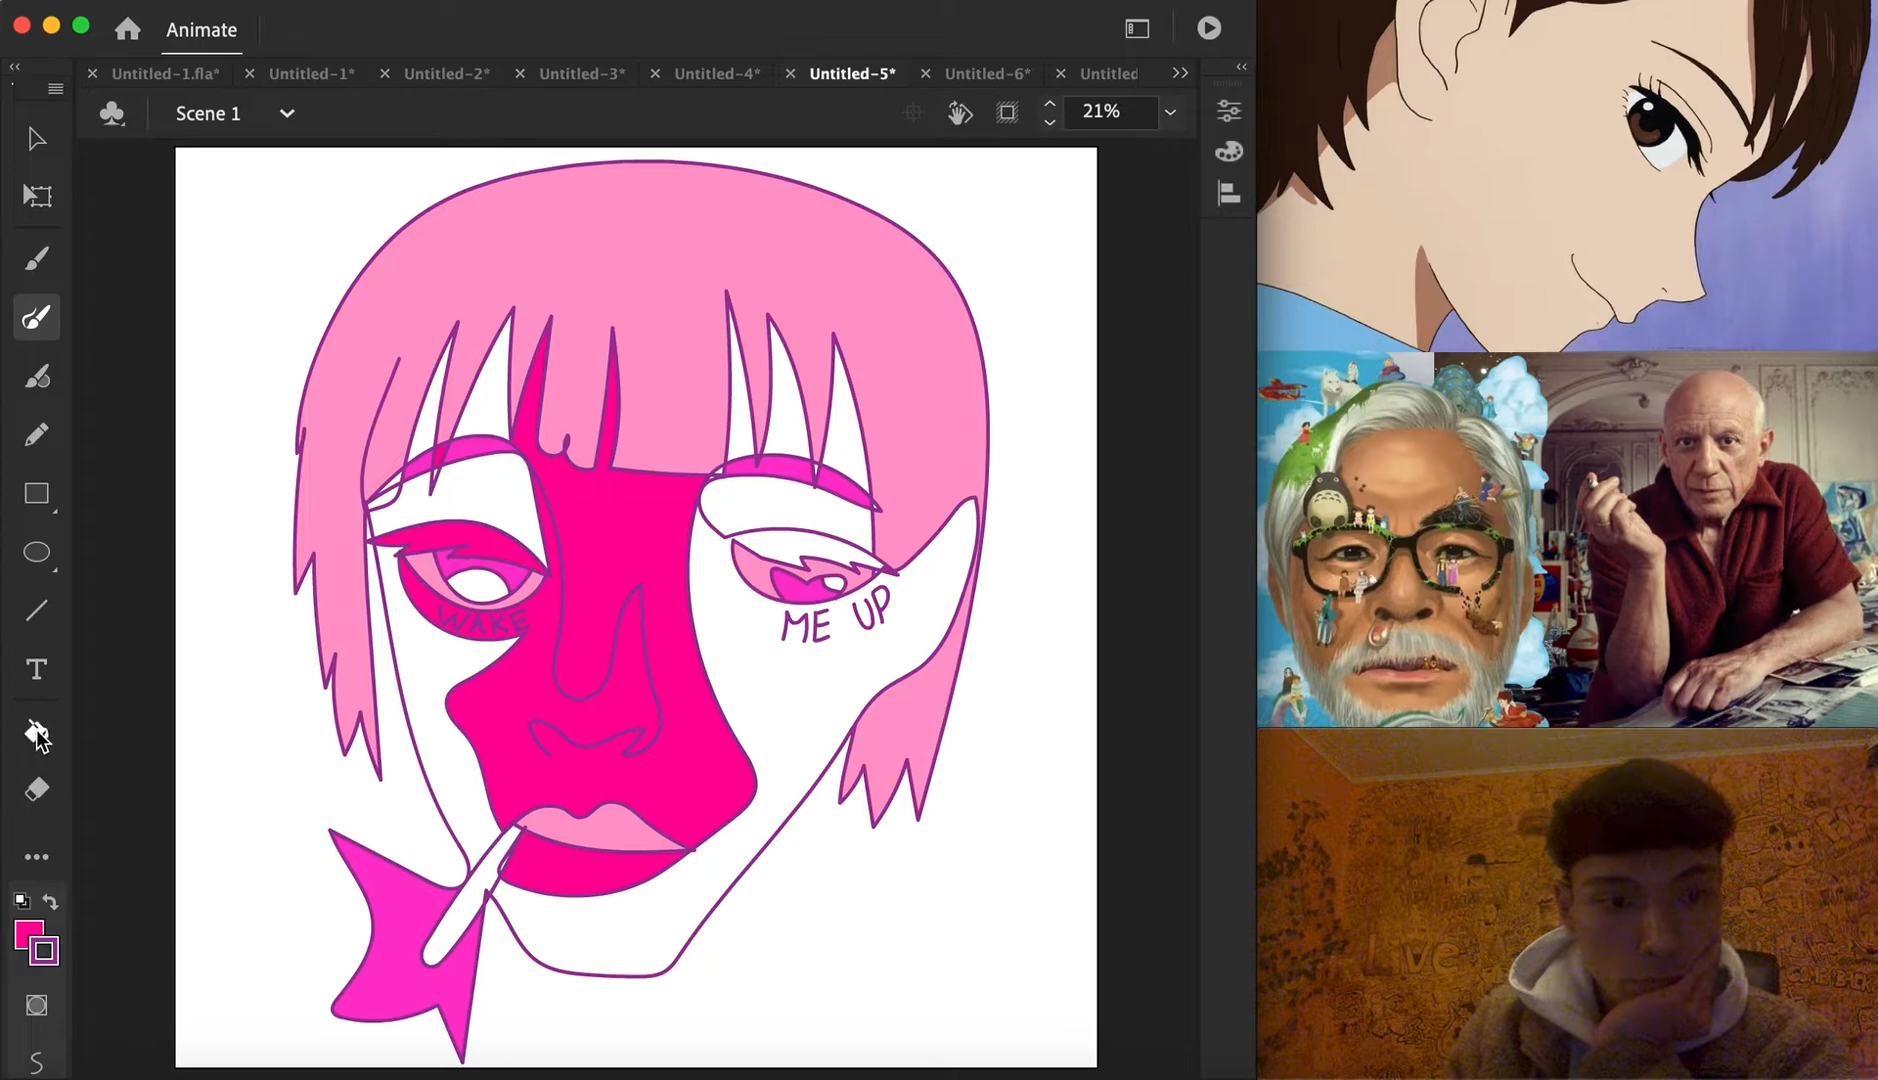 Animate
Untitled-1.fla*
Untitled-1*
Untitled-2*
Untitled-3*
Untitled-4*
Untitled-5*
Untitled-6*
Untitled
Scene 1
21%
WAKE
ME UP
Live